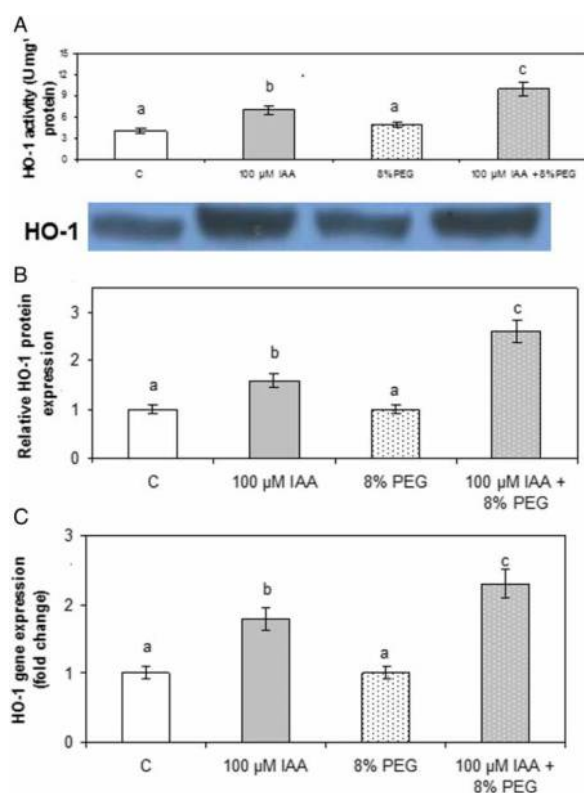 A
HO-1 activity (U mg¹
protein)
15
12
9
6
3
0
a
b
a
c
C
100 µM IAA
8%PEG
100 µM IAA +8%PEG
HO-1
B
Relative HO-1 protein
expression
3
2
1
0
a
b
a
c
C
100 µM IAA
8% PEG
100 µM IAA +
8% PEG
C
HO-1 gene expression
(fold change)
3
2
1
0
a
b
a
c
C
100 µM IAA
8% PEG
100 µM IAA +
8% PEG